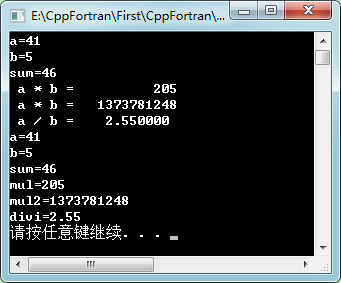 E:\CppFortran\First\CppFortran\...
a=41
b=5
sum=46
a * b = 205
a * b = 1373781248
a / b = 2.550000
a=41
b=5
sum=46
mul=205
mul2=1373781248
divi=2.55
请按任意键继续. . .